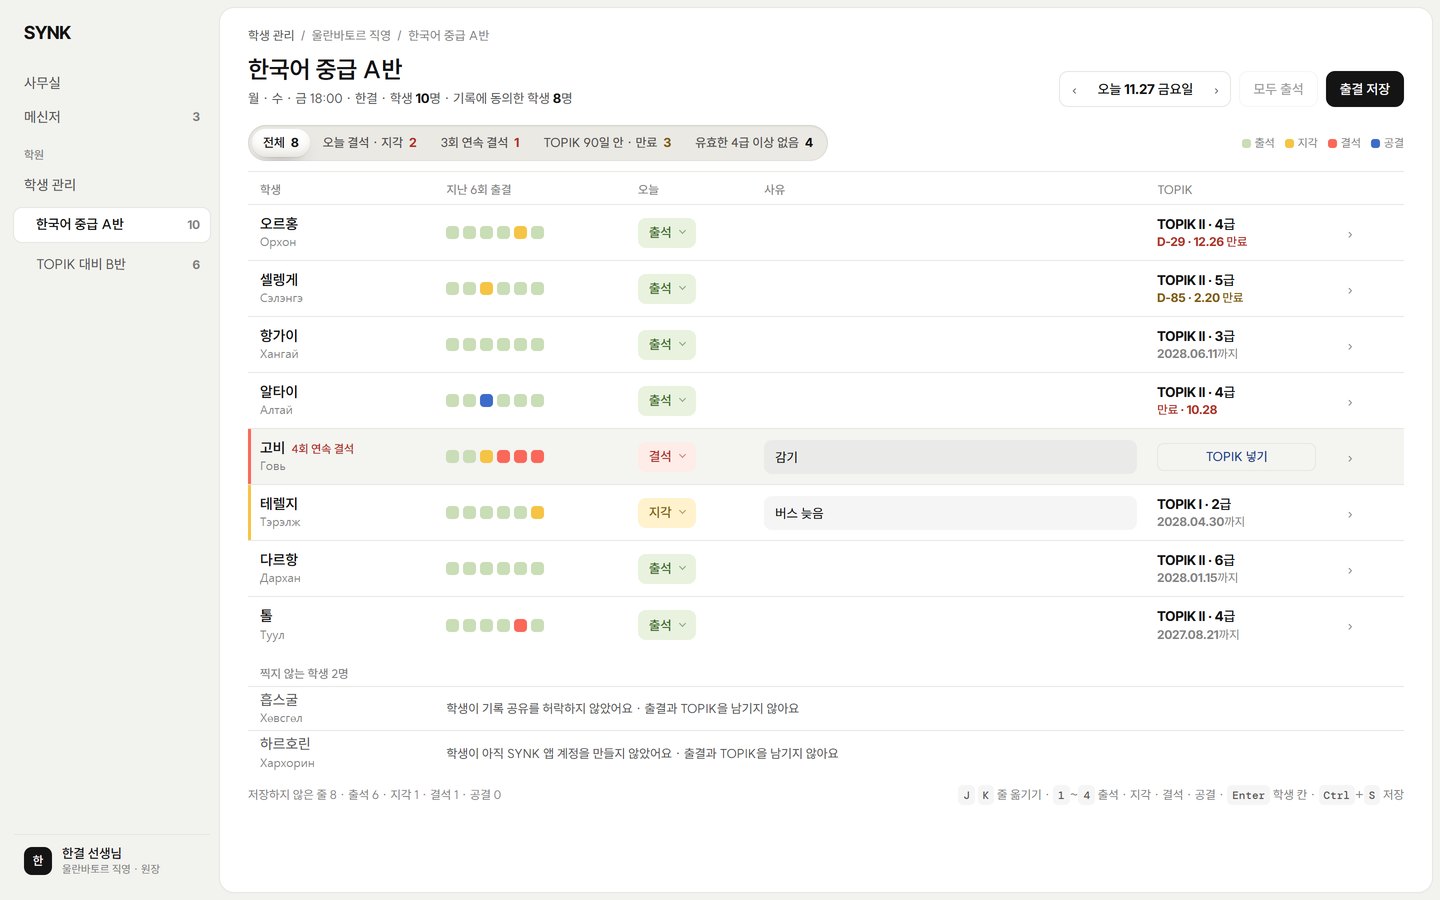 SYNK
사무실
메신저 3
학원
학생 관리
한국어 중급 A반 10
TOPIK 대비 B반 6
한
한결 선생님
울란바토르 직영 · 원장
학생 관리 / 울란바토르 직영 / 한국어 중급 A반
한국어 중급 A반
월 · 수 · 금 18:00 · 한결 · 학생 10명 · 기록에 동의한 학생 8명
‹ 오늘 11.27 금요일 ›
모두 출석
출결 저장
전체 8 오늘 결석 · 지각 2 3회 연속 결석 1 TOPIK 90일 안 · 만료 3 유효한 4급 이상 없음 4
출석 지각 결석 공결
학생 지난 6회 출결 오늘 사유 TOPIK
오르홍 출석 TOPIK II · 4급 ›
Орхон D-29 · 12.26 만료
셀렝게 출석 TOPIK II · 5급 ›
Сэлэнгэ D-85 · 2.20 만료
항가이 출석 TOPIK II · 3급 ›
Хангай 2028.06.11까지
알타이 출석 TOPIK II · 4급 ›
Алтай 만료 · 10.28
고비 4회 연속 결석 결석 감기 TOPIK 넣기 ›
Говь
테렐지 지각 버스 늦음 TOPIK I · 2급 ›
Тэрэлж 2028.04.30까지
다르항 출석 TOPIK II · 6급 ›
Дархан 2028.01.15까지
톨 출석 TOPIK II · 4급 ›
Туул 2027.08.21까지
찍지 않는 학생 2명
흡스굴 학생이 기록 공유를 허락하지 않았어요 · 출결과 TOPIK을 남기지 않아요
Хөвсгөл
하르호린 학생이 아직 SYNK 앱 계정을 만들지 않았어요 · 출결과 TOPIK을 남기지 않아요
Хархорин
저장하지 않은 줄 8 · 출석 6 · 지각 1 · 결석 1 · 공결 0
J K 줄 옮기기 · 1 ~ 4 출석 · 지각 · 결석 · 공결 · Enter 학생 칸 · Ctrl + S 저장